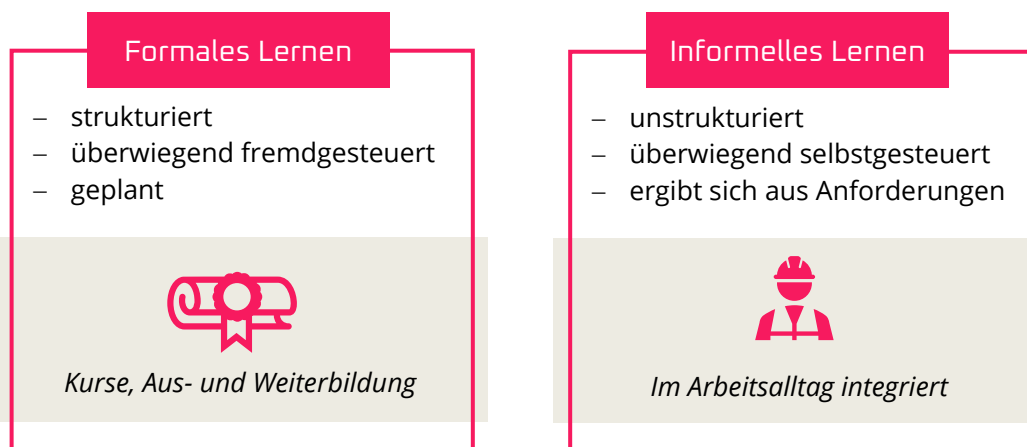 Formales Lernen
– strukturiert
– überwiegend fremdgesteuert
– geplant
Kurse, Aus- und Weiterbildung
Informelles Lernen
– unstrukturiert
– überwiegend selbstgesteuert
– ergibt sich aus Anforderungen
Im Arbeitsalltag integriert